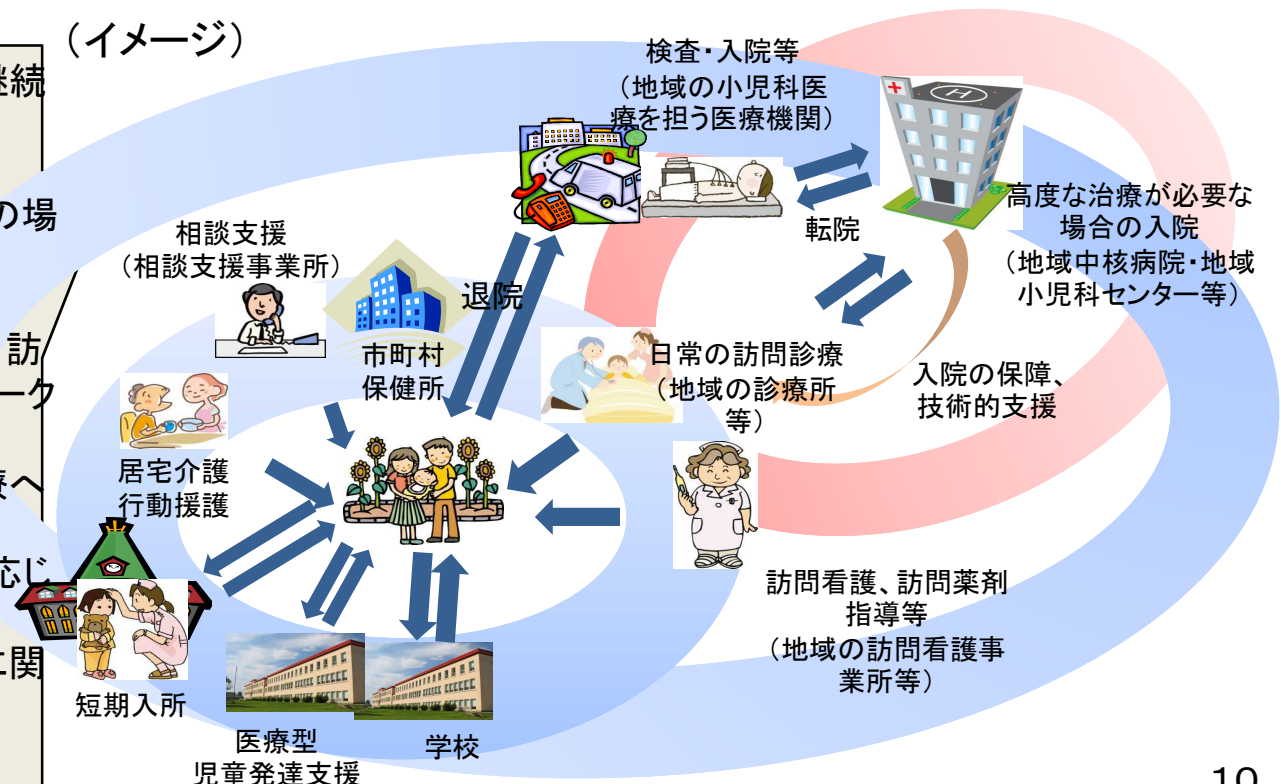 （イメージ）
継続
の場
訪
ーク
療へ
応じ
に関
検査・入院等
（地域の小児科医
療を担う医療機関）
転院
高度な治療が必要な
場合の入院
（地域中核病院・地域
小児科センター等）
相談支援
（相談支援事業所）
市町村
保健所
退院
日常の訪問診療
（地域の診療所
等）
入院の保障、
技術的支援
居宅介護
行動援護
訪問看護、訪問薬剤
指導等
（地域の訪問看護事
業所等）
短期入所
医療型
児童発達支援
学校
H
10